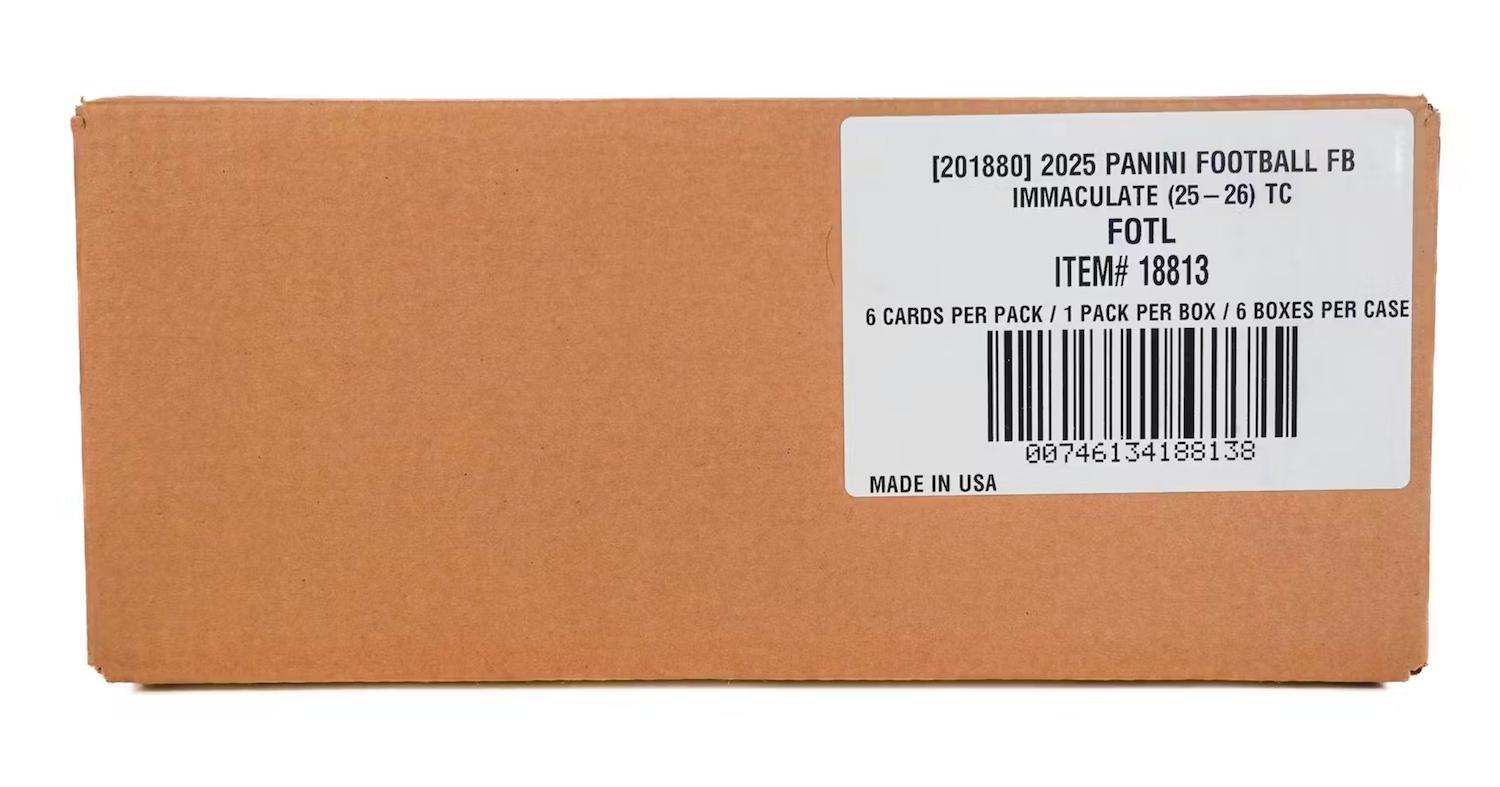 [201880] 2025 PANINI FOOTBALL FB
IMMACULATE (25–26) TC
FOTL
ITEM# 18813
6 CARDS PER PACK / 1 PACK PER BOX / 6 BOXES PER CASE
00746134188138
MADE IN USA